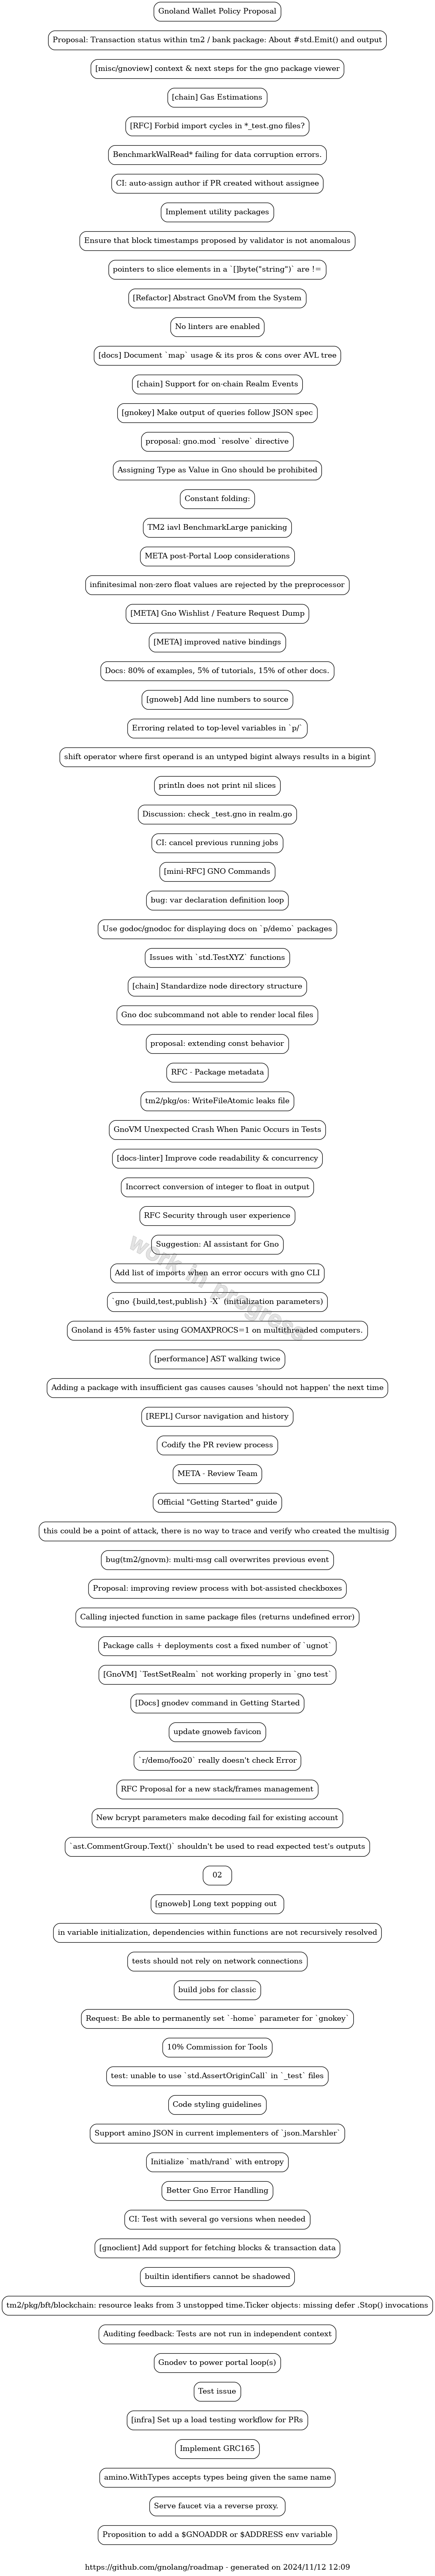 Gnoland Wallet Policy Proposal
Proposal: Transaction status within tm2 / bank package: About #std.Emit() and output
[misc/gnoview] context & next steps for the gno package viewer
[chain] Gas Estimations
[RFC] Forbid import cycles in *_test.gno files?
BenchmarkWalRead* failing for data corruption errors.
CI: auto-assign author if PR created without assignee
Implement utility packages
Ensure that block timestamps proposed by validator is not anomalous
pointers to slice elements in a `[]byte("string")` are !=
[Refactor] Abstract GnoVM from the System
No linters are enabled
[docs] Document `map` usage & its pros & cons over AVL tree
[chain] Support for on-chain Realm Events
[gnokey] Make output of queries follow JSON spec
proposal: gno.mod `resolve` directive
Assigning Type as Value in Gno should be prohibited
Constant folding:
TM2 iavl BenchmarkLarge panicking
META post-Portal Loop considerations
infinitesimal non-zero float values are rejected by the preprocessor
[META] Gno Wishlist / Feature Request Dump
[META] improved native bindings
Docs: 80% of examples, 5% of tutorials, 15% of other docs.
[gnoweb] Add line numbers to source
Erroring related to top-level variables in `p/`
shift operator where first operand is an untyped bigint always results in a bigint
println does not print nil slices
Discussion: check _test.gno in realm.go
CI: cancel previous running jobs
[mini-RFC] GNO Commands
bug: var declaration definition loop
Use godoc/gnodoc for displaying docs on `p/demo` packages
Issues with `std.TestXYZ` functions
[chain] Standardize node directory structure
Gno doc subcommand not able to render local files
proposal: extending const behavior
RFC - Package metadata
tm2/pkg/os: WriteFileAtomic leaks file
GnoVM Unexpected Crash When Panic Occurs in Tests
[docs-linter] Improve code readability & concurrency
Incorrect conversion of integer to float in output
RFC Security through user experience
Suggestion: AI assistant for Gno
work in progress
Add list of imports when an error occurs with gno CLI
`gno {build,test,publish} -X` (initialization parameters)
Gnoland is 45% faster using GOMAXPROCS=1 on multithreaded computers.
[performance] AST walking twice
Adding a package with insufficient gas causes causes 'should not happen' the next time
[REPL] Cursor navigation and history
Codify the PR review process
META - Review Team
Official "Getting Started" guide
this could be a point of attack, there is no way to trace and verify who created the multisig
bug(tm2/gnovm): multi-msg call overwrites previous event
Proposal: improving review process with bot-assisted checkboxes
Calling injected function in same package files (returns undefined error)
Package calls + deployments cost a fixed number of `ugnot`
[GnoVM] `TestSetRealm` not working properly in `gno test`
[Docs] gnodev command in Getting Started
update gnoweb favicon
`r/demo/foo20` really doesn't check Error
RFC Proposal for a new stack/frames management
New bcrypt parameters make decoding fail for existing account
`ast.CommentGroup.Text()` shouldn't be used to read expected test's outputs
02
[gnoweb] Long text popping out
in variable initialization, dependencies within functions are not recursively resolved
tests should not rely on network connections
build jobs for classic
Request: Be able to permanently set `-home` parameter for `gnokey`
10% Commission for Tools
test: unable to use `std.AssertOriginCall` in `_test` files
Code styling guidelines
Support amino JSON in current implementers of `json.Marshler`
Initialize `math/rand` with entropy
Better Gno Error Handling
CI: Test with several go versions when needed
[gnoclient] Add support for fetching blocks & transaction data
builtin identifiers cannot be shadowed
tm2/pkg/bft/blockchain: resource leaks from 3 unstopped time.Ticker objects: missing defer .Stop() invocations
Auditing feedback: Tests are not run in independent context
Gnodev to power portal loop(s)
Test issue
[infra] Set up a load testing workflow for PRs
Implement GRC165
amino.WithTypes accepts types being given the same name
Serve faucet via a reverse proxy.
Proposition to add a $GNOADDR or $ADDRESS env variable
https://github.com/gnolang/roadmap - generated on 2024/11/12 12:09